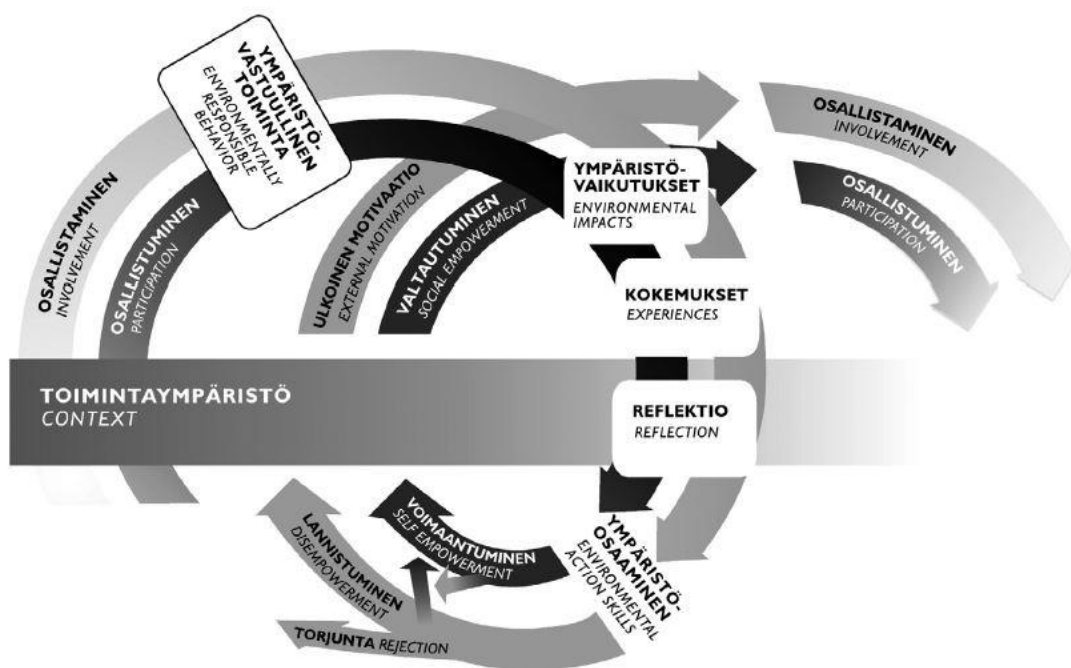 YMPÄRISTÖ-
VASTUULLINEN
TOIMINTA
ENVIRONMENTALLY
RESPONSIBLE
BEHAVIOR
OSALLISTAMINEN
INVOLVEMENT
OSALLISTUMINEN
PARTICIPATION
ULKOINEN MOTIVAATIO
EXTERNAL MOTIVATION
VALTAUTUMINEN
SOCIAL EMPOWERMENT
YMPÄRISTÖ-
VAIKUTUKSET
ENVIRONMENTAL
IMPACTS
OSALLISTAMINEN
INVOLVEMENT
OSALLISTUMINEN
PARTICIPATION
KOKEMUKSET
EXPERIENCES
TOIMINTAYMPÄRISTÖ
CONTEXT
REFLEKTIO
REFLECTION
YMPÄRISTÖ-
OSAAMINEN
ENVIRONMENTAL
ACTION SKILLS
VOIMAANTUMINEN
SELF EMPOWERMENT
LANNISTUMINEN
DISEMPOWERMENT
TORJUNTA REJECTION